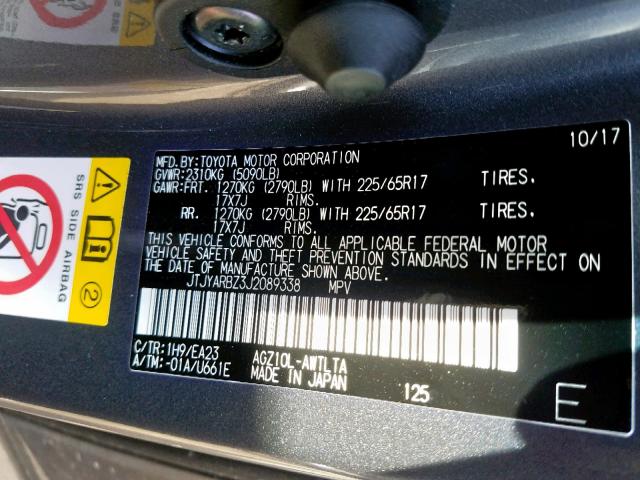 10/17
MFD.BY:TOYOTA MOTOR CORPORATION
GVWR:2310KG (5090LB)
GAWR:FRT. 1270KG (2790LB) WITH 225/65R17 TIRES.
17X7J RIMS.
RR. 1270KG (2790LB) WITH 225/65R17 TIRES.
17X7J RIMS.
THIS VEHICLE CONFORMS TO ALL APPLICABLE FEDERAL MOTOR
VEHICLE SAFETY AND THEFT PREVENTION STANDARDS IN EFFECT ON
THE DATE OF MANUFACTURE SHOWN ABOVE.
JTJYARBZ3J2089338 MPV
C/TR:1H9/EA23 AGZ10L-AWTLTA
A/TM:-01A/U661E MADE IN JAPAN 125
E
SRS SIDE AIRBAG
2